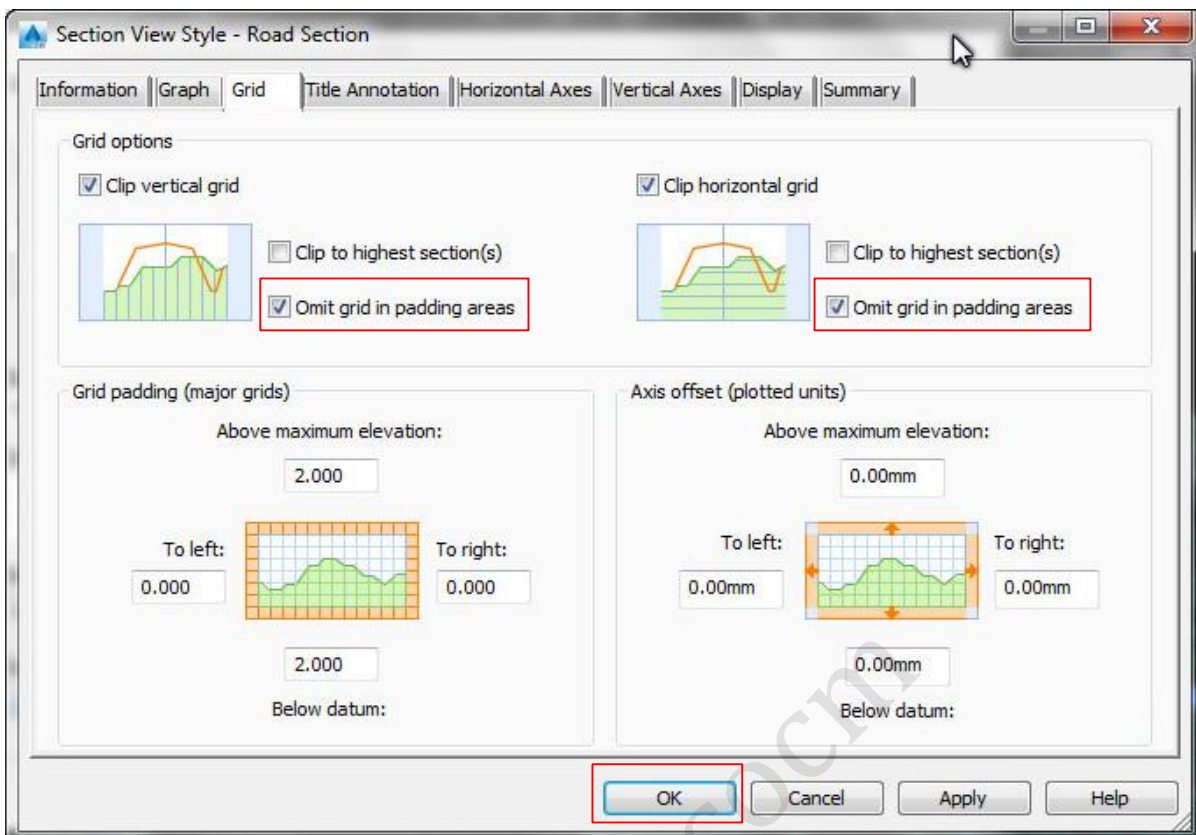 Section View Style - Road Section
Information Graph Grid Title Annotation Horizontal Axes Vertical Axes Display Summary
Grid options
Clip vertical grid
Clip to highest section(s)
Omit grid in padding areas
Clip horizontal grid
Clip to highest section(s)
Omit grid in padding areas
Grid padding (major grids)
Above maximum elevation:
2.000
To left:
0.000
To right:
0.000
2.000
Below datum:
Axis offset (plotted units)
Above maximum elevation:
0.00mm
To left:
0.00mm
To right:
0.00mm
0.00mm
Below datum:
OK Cancel Apply Help